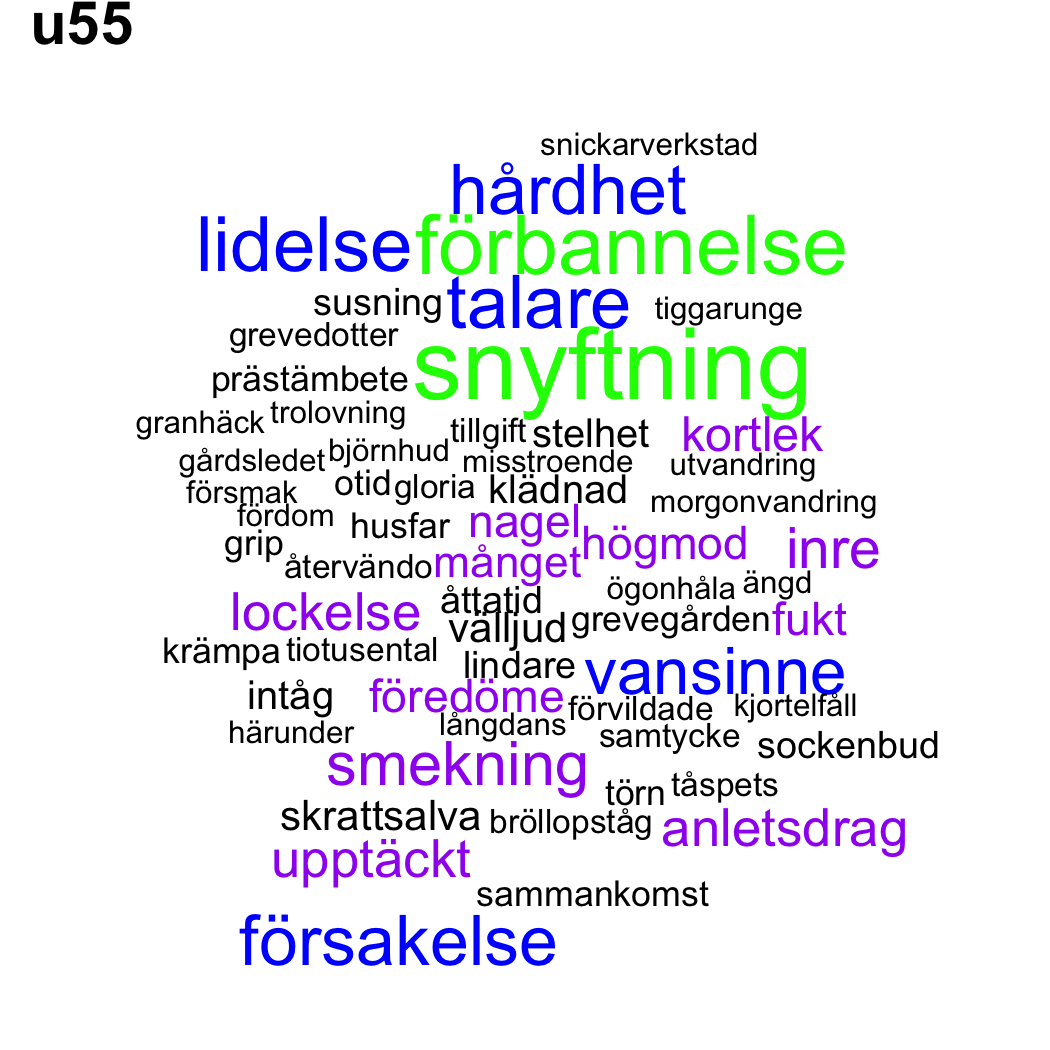 u55
snickarverkstad
hårdhet
lidelse förbannelse
susning talare tiggarunge
grevedotter
prästämbete snyftning
granhäck trolovning
tillgift stelhet kortlek
gårdsledet björnhud misstroende utvandring
försmak otid gloria klädnad morgonvandring
fördom husfar nagel
grip högmod inre
återvändo månget
ögonhåla ängd
lockelse åttatid
välljud grevegården fukt
krämpa tiotusental
lindare vansinne
intåg föredöme förvildade kjortelfåll
härunder långdans samtycke sockenbud
smekning
törn tåspets
skrattsalva bröllopståg anletsdrag
upptäckt
sammankomst
försakelse